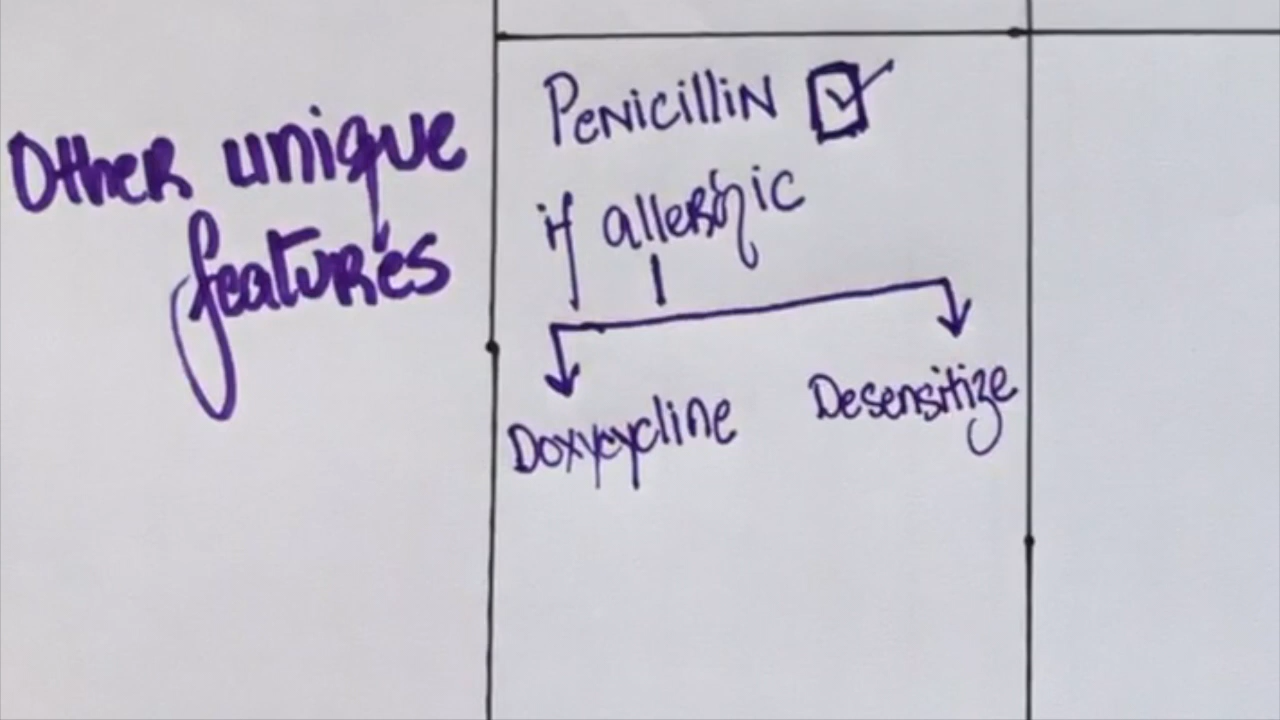 Other unique
features
Penicillin
if allergic
Doxycycline
Desensitize